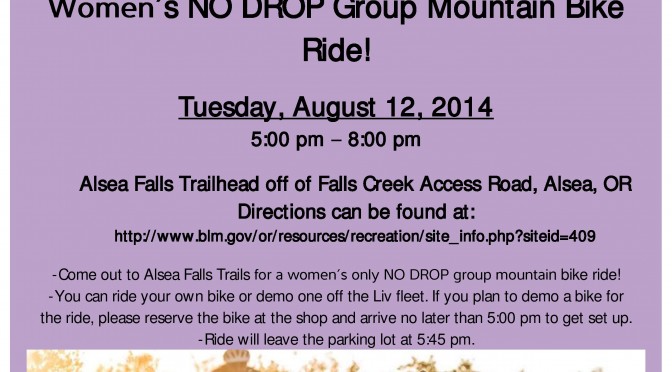 Women's NO DROP Group Mountain Bike
Ride!
Tuesday, August 12, 2014
5:00 pm – 8:00 pm
Alsea Falls Trailhead off of Falls Creek Access Road, Alsea, OR
Directions can be found at:
http://www.blm.gov/or/resources/recreation/site_info.php?siteid=409
-Come out to Alsea Falls Trails for a women's only NO DROP group mountain bike ride!
-You can ride your own bike or demo one off the Liv fleet. If you plan to demo a bike for
the ride, please reserve the bike at the shop and arrive no later than 5:00 pm to get set up.
-Ride will leave the parking lot at 5:45 pm.